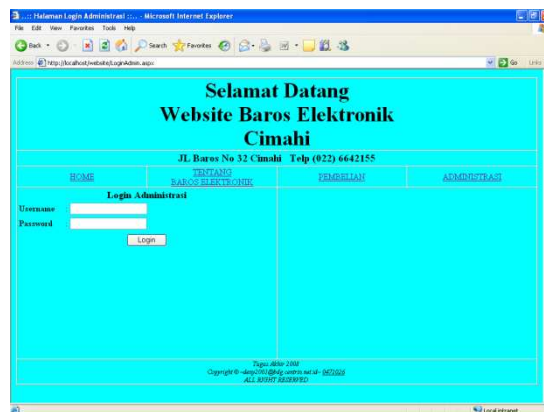 ..:: Halaman Login Administrasi ::.. - Microsoft Internet Explorer
File Edit View Favorites Tools Help
Back Search Favorites
Address http://localhost/website/LoginAdmin.aspx Go Links
Selamat Datang
Website Baros Elektronik
Cimahi
JL Baros No 32 Cimahi Telp (022) 6642155
HOME TENTANG BAROS ELEKTRONIK PEMBELIAN ADMINISTRASI
Login Administrasi
Username
Password
Login
Tugas Akhir 2008
Copyright © 0471026
ALL RIGHT RESERVED
Local intranet